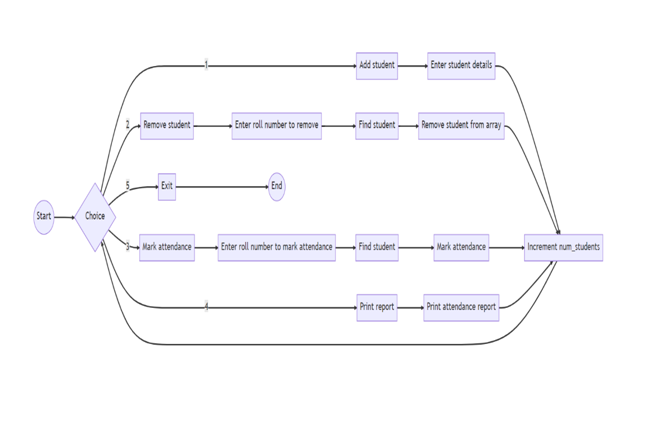 1
Add student
Enter student details
2
Remove student
Enter roll number to remove
Find student
Remove student from array
5
Exit
End
Start
Choice
3
Mark attendance
Enter roll number to mark attendance
Find student
Mark attendance
Increment num_students
4
Print report
Print attendance report